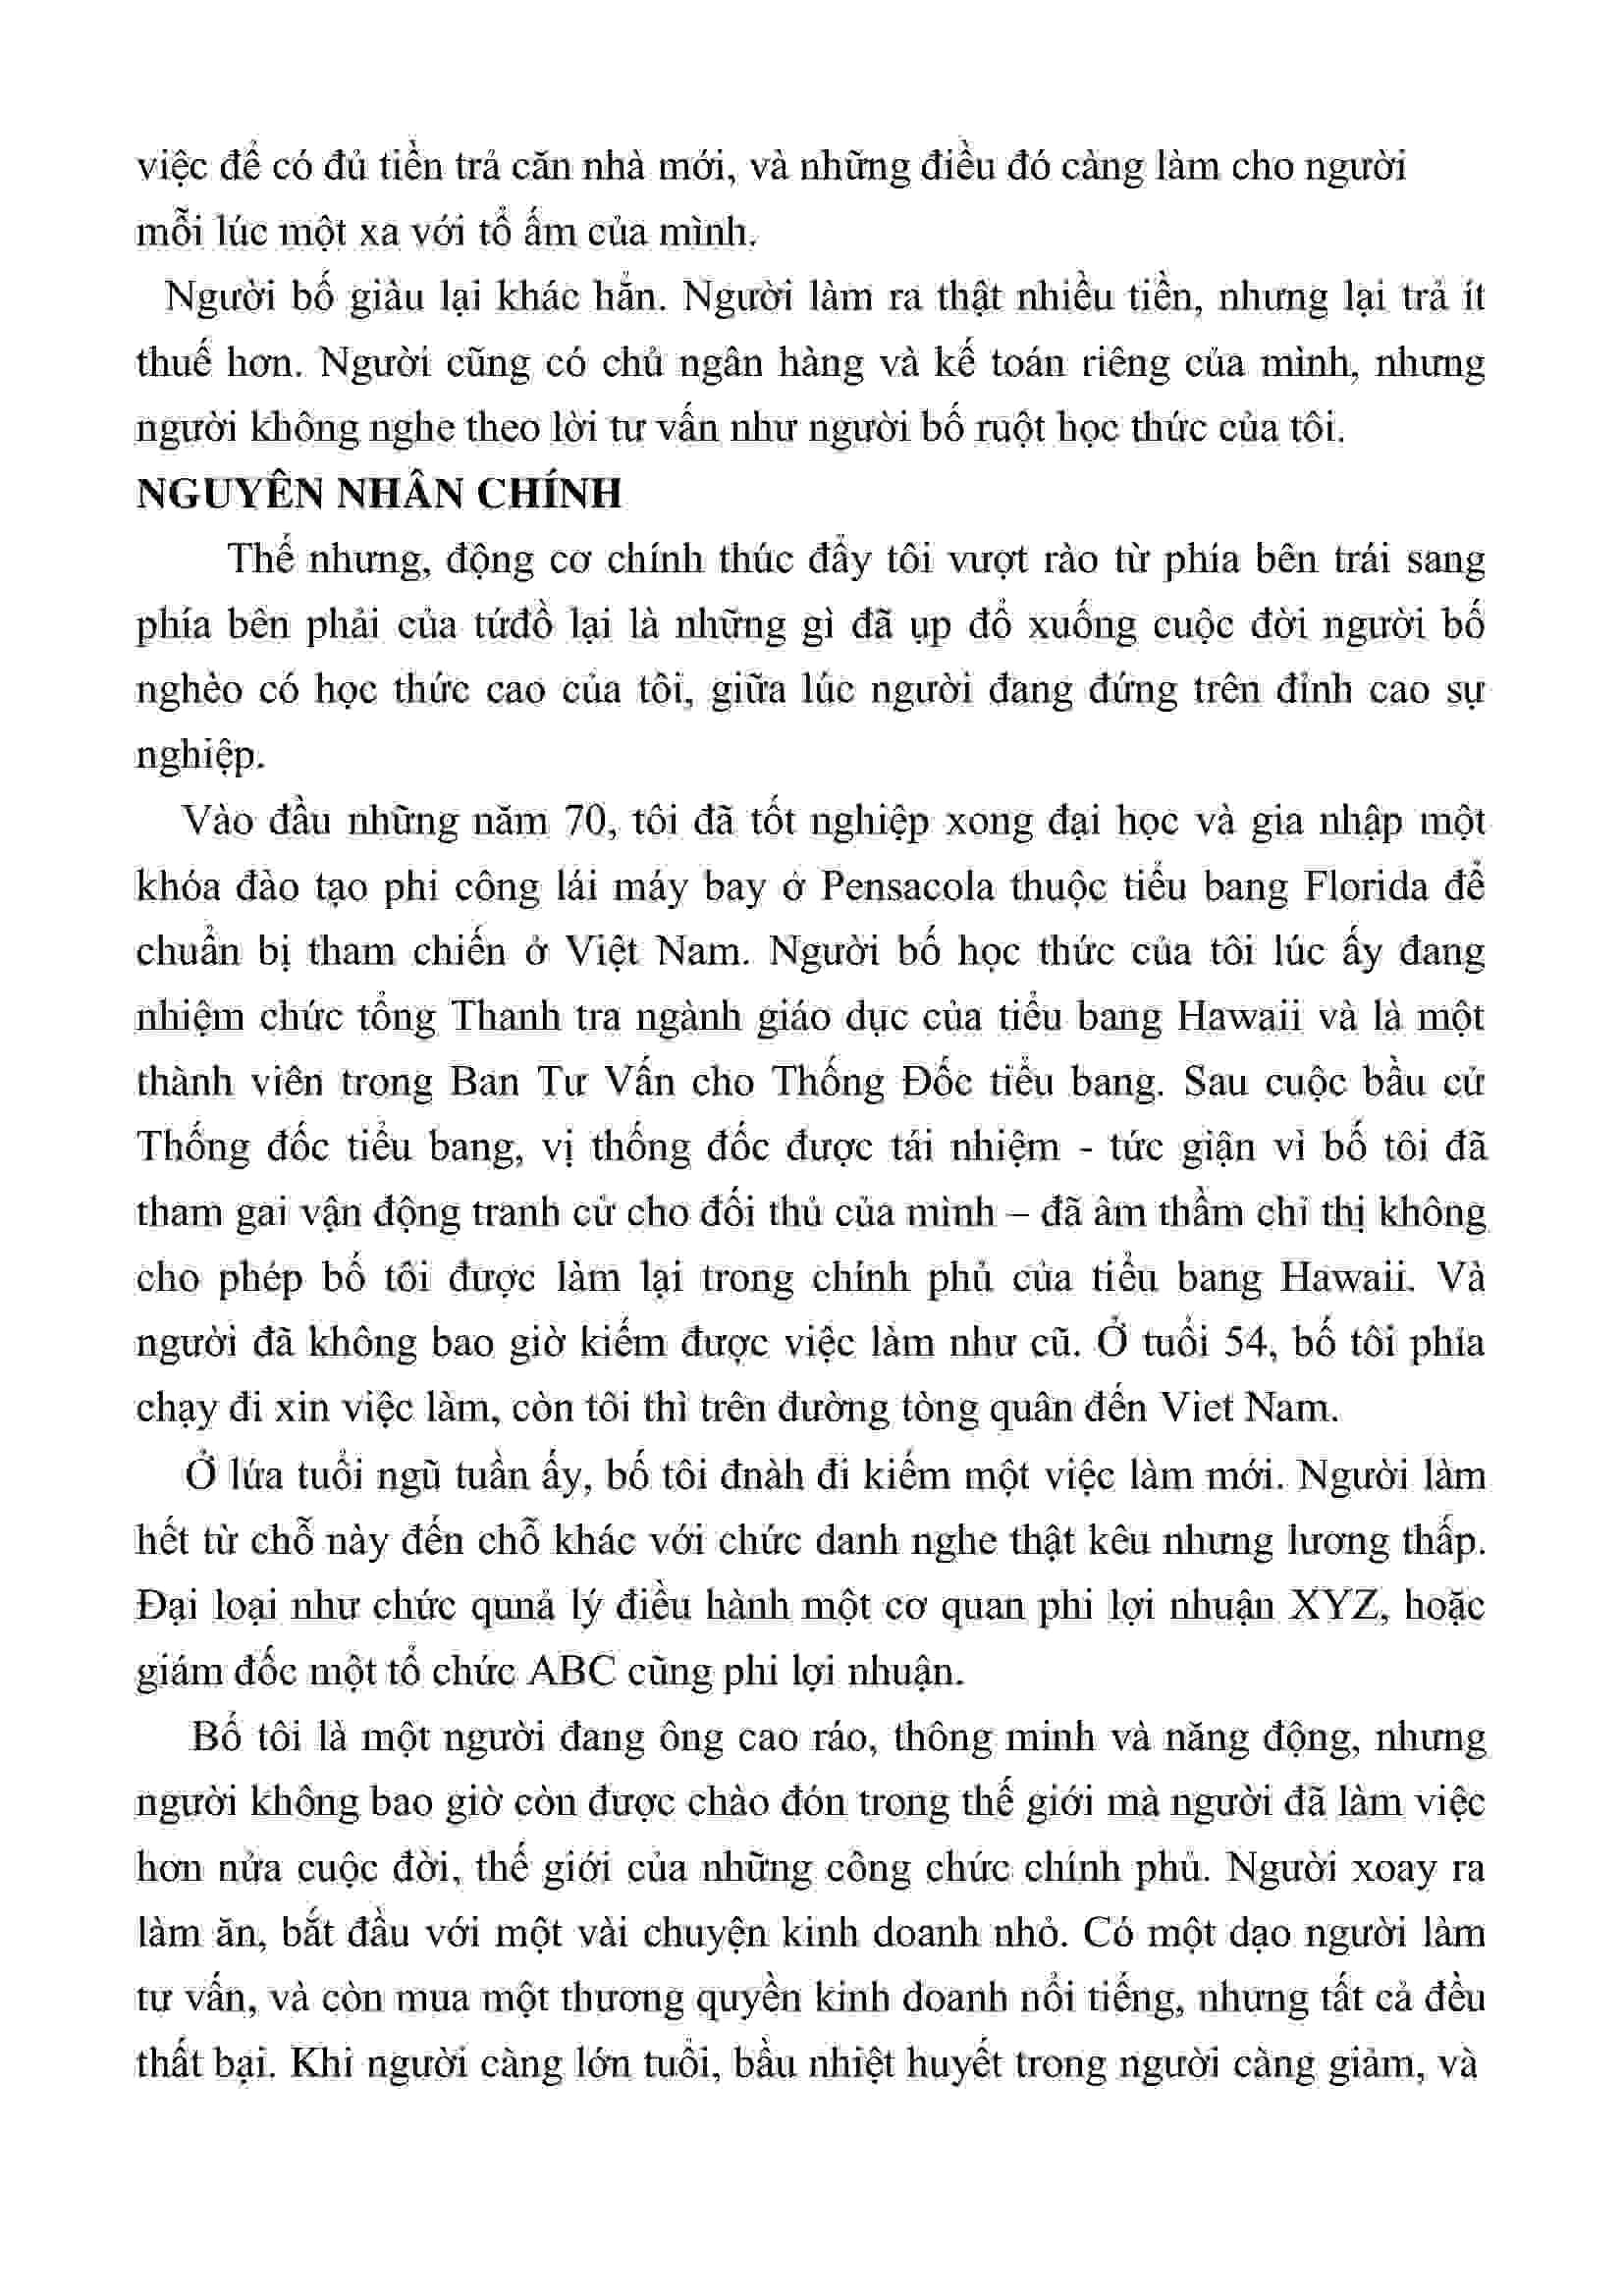 việc để có đủ tiền trả căn nhà mới, và những điều đó càng làm cho người
mỗi lúc một xa với tổ ấm của mình.
Người bố giàu lại khác hẳn. Người làm ra thật nhiều tiền, nhưng lại trả ít
thuế hơn. Người cũng có chủ ngân hàng và kế toán riêng của mình, nhưng
người không nghe theo lời tư vấn như người bố ruột học thức của tôi.
NGUYÊN NHÂN CHÍNH
Thế nhưng, động cơ chính thúc đẩy tôi vượt rào từ phía bên trái sang
phía bên phải của tứđồ lại là những gì đã ụp đổ xuống cuộc đời người bố
nghèo có học thức cao của tôi, giữa lúc người đang đứng trên đỉnh cao sự
nghiệp.
Vào đầu những năm 70, tôi đã tốt nghiệp xong đại học và gia nhập một
khóa đào tạo phi công lái máy bay ở Pensacola thuộc tiểu bang Florida để
chuẩn bị tham chiến ở Việt Nam. Người bố học thức của tôi lúc ấy đang
nhiệm chức tổng Thanh tra ngành giáo dục của tiểu bang Hawaii và là một
thành viên trong Ban Tư Vấn cho Thống Đốc tiểu bang. Sau cuộc bầu cử
Thống đốc tiểu bang, vị thống đốc được tái nhiệm - tức giận vì bố tôi đã
tham gai vận động tranh cử cho đối thủ của mình – đã âm thầm chỉ thị không
cho phép bố tôi được làm lại trong chính phủ của tiểu bang Hawaii. Và
người đã không bao giờ kiếm được việc làm như cũ. Ở tuổi 54, bố tôi phỉa
chạy đi xin việc làm, còn tôi thì trên đường tòng quân đến Viet Nam.
Ở lứa tuổi ngũ tuần ấy, bố tôi đnàh đi kiếm một việc làm mới. Người làm
hết từ chỗ này đến chỗ khác với chức danh nghe thật kêu nhưng lương thấp.
Đại loại như chức qunả lý điều hành một cơ quan phi lợi nhuận XYZ, hoặc
giám đốc một tổ chức ABC cũng phi lợi nhuận.
Bố tôi là một người đang ông cao ráo, thông minh và năng động, nhưng
người không bao giờ còn được chào đón trong thế giới mà người đã làm việc
hơn nửa cuộc đời, thế giới của những công chức chính phủ. Người xoay ra
làm ăn, bắt đầu với một vài chuyện kinh doanh nhỏ. Có một dạo người làm
tư vấn, và còn mua một thương quyền kinh doanh nổi tiếng, nhưng tất cả đều
thất bại. Khi người càng lớn tuổi, bầu nhiệt huyết trong người càng giảm, và